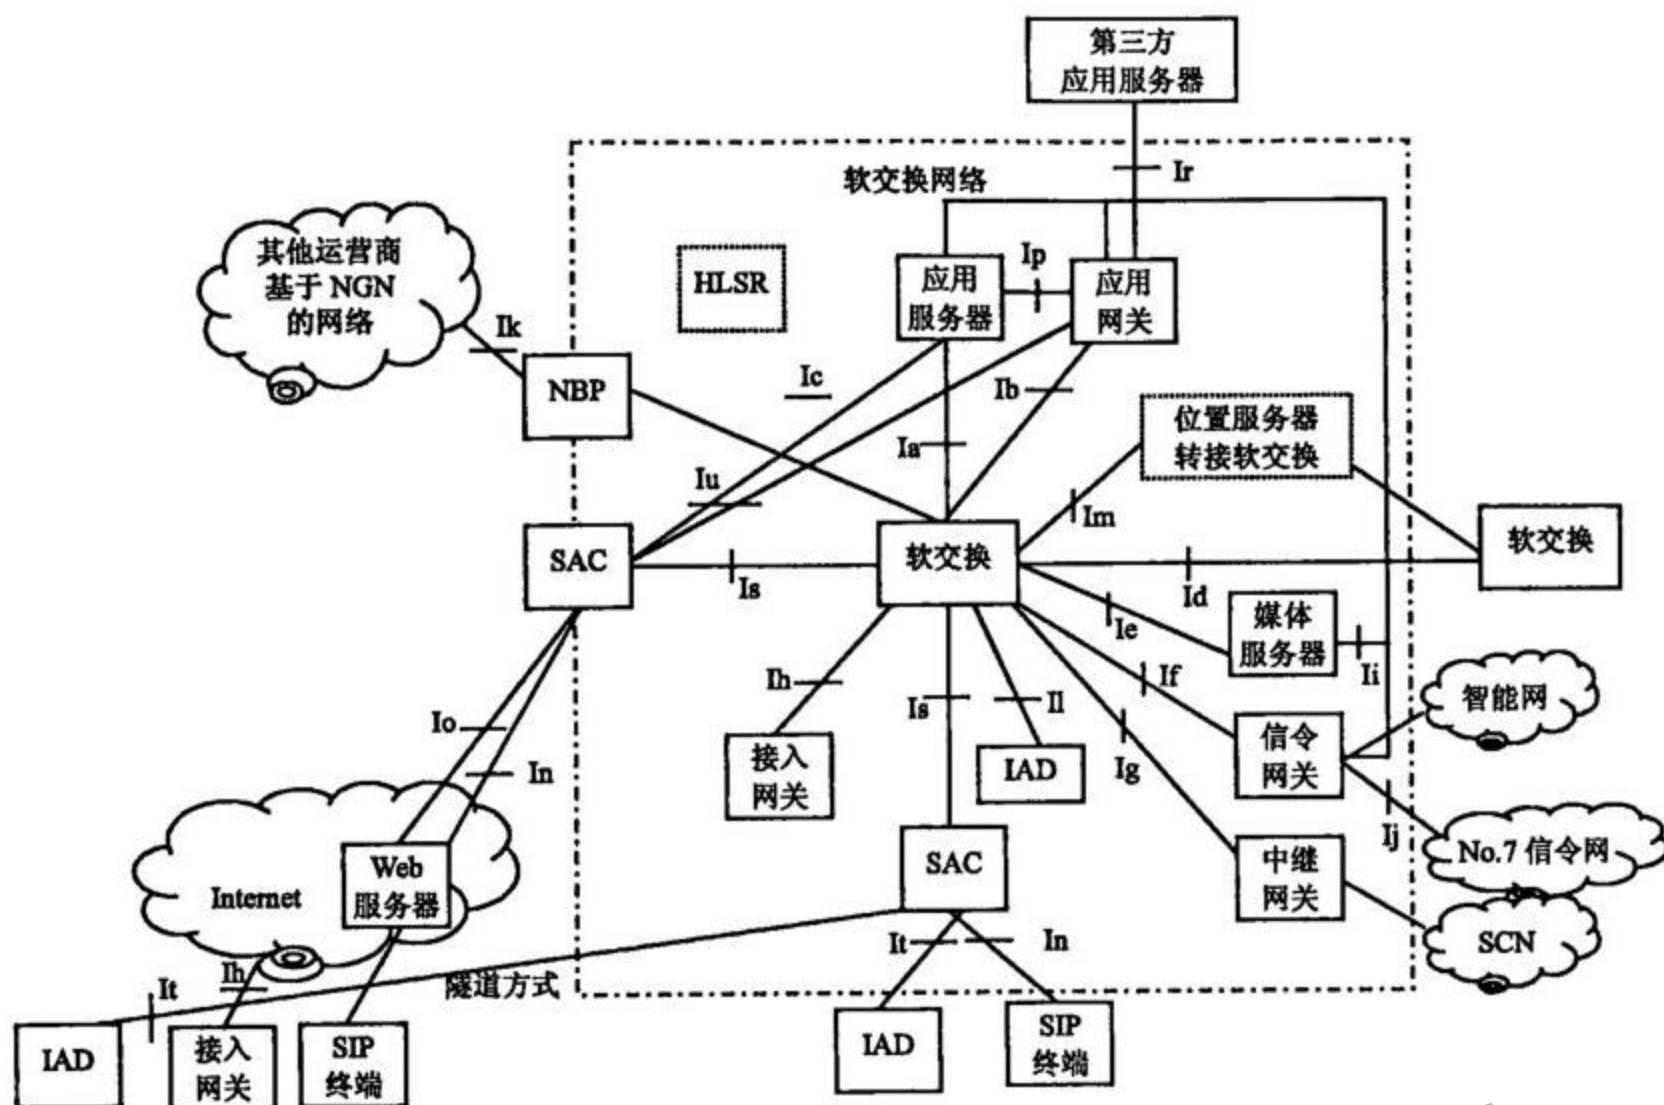 第三方
应用服务器
Ir
软交换网络
其他运营商
基于 NGN
的网络
Ik
HLSR
应用
服务器
Ip
应用
网关
NBP
Ic
Ib
Ia
位置服务器
转接软交换
Iu
Im
SAC
Is
软交换
Id
软交换
Ie
媒体
服务器
Ii
Ih
Is
Il
If
智能网
Io
In
接入
网关
IAD
Ig
信令
网关
Ij
No.7 信令网
Internet
Web
服务器
SAC
中继
网关
SCN
It
In
It
Ih
隧道方式
IAD
接入
网关
SIP
终端
IAD
SIP
终端